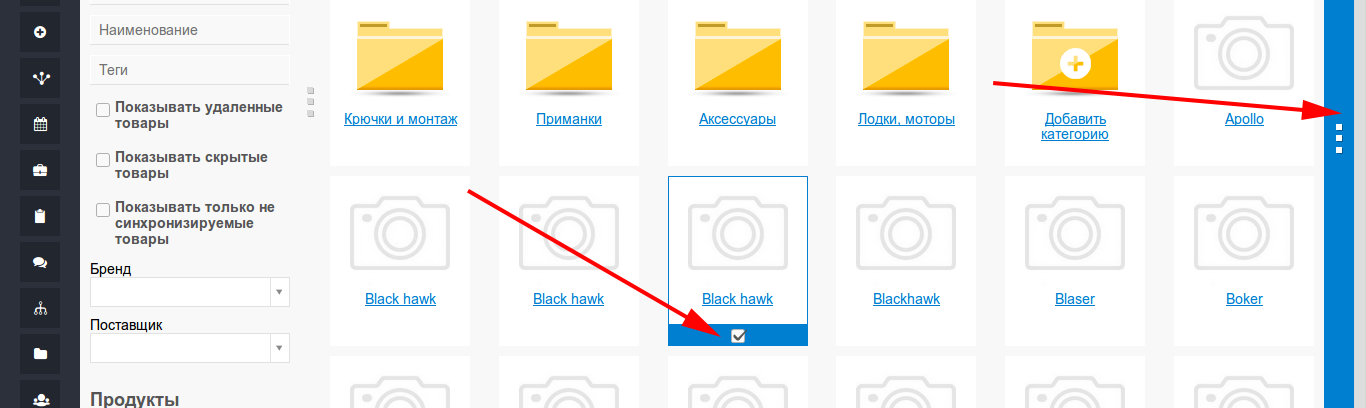 Наименование
Теги
Показывать удаленные
товары
Показывать скрытые
товары
Показывать только не
синхронизируемые
товары
Бренд
Поставщик
Продукты
Крючки и монтаж
Приманки
Аксессуары
Лодки, моторы
Добавить
категорию
Apollo
Black hawk
Black hawk
Black hawk
Blackhawk
Blaser
Boker